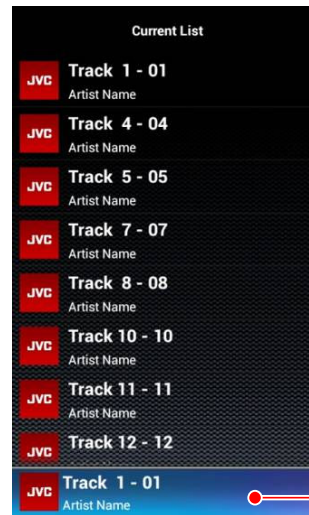 Current List
JVC
Track 1 - 01
Artist Name
JVC
Track 4 - 04
Artist Name
JVC
Track 5 - 05
Artist Name
JVC
Track 7 - 07
Artist Name
JVC
Track 8 - 08
Artist Name
JVC
Track 10 - 10
Artist Name
JVC
Track 11 - 11
Artist Name
JVC
Track 12 - 12
JVC
Track 1 - 01
Artist Name